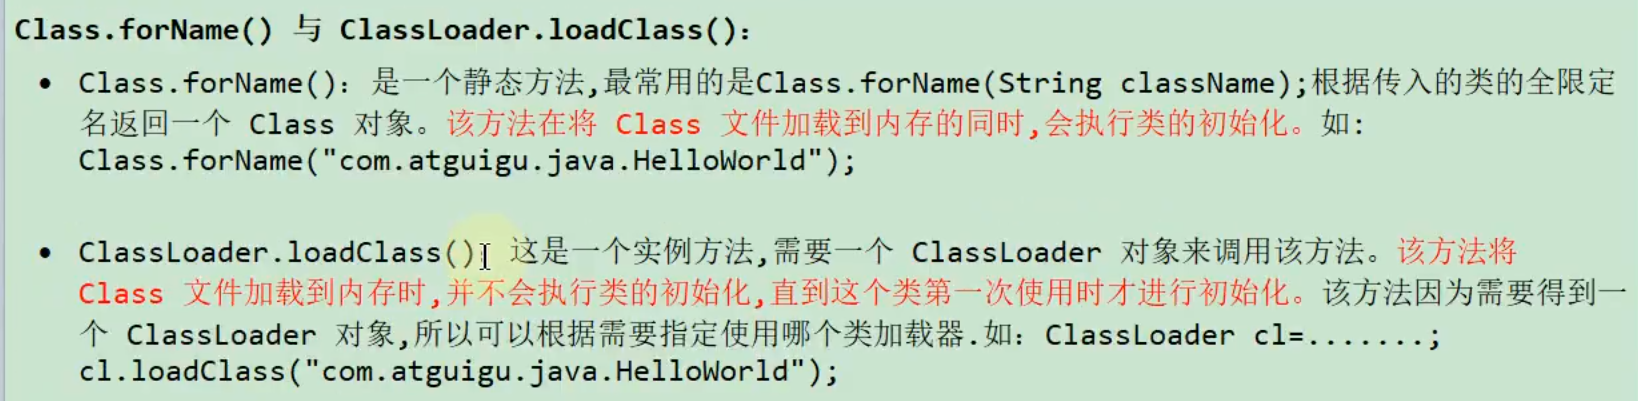 Class.forName() 与 ClassLoader.loadClass():
• Class.forName(): 是一个静态方法,最常用的是Class.forName(String className);根据传入的类的全限定
名返回一个 Class 对象。该方法在将 Class 文件加载到内存的同时,会执行类的初始化。如:
Class.forName("com.atguigu.java.HelloWorld");
• ClassLoader.loadClass(): 这是一个实例方法,需要一个 ClassLoader 对象来调用该方法。该方法将
Class 文件加载到内存时,并不会执行类的初始化,直到这个类第一次使用时才进行初始化。该方法因为需要得到一
个 ClassLoader 对象,所以可以根据需要指定使用哪个类加载器.如: ClassLoader cl=.......;
cl.loadClass("com.atguigu.java.HelloWorld");